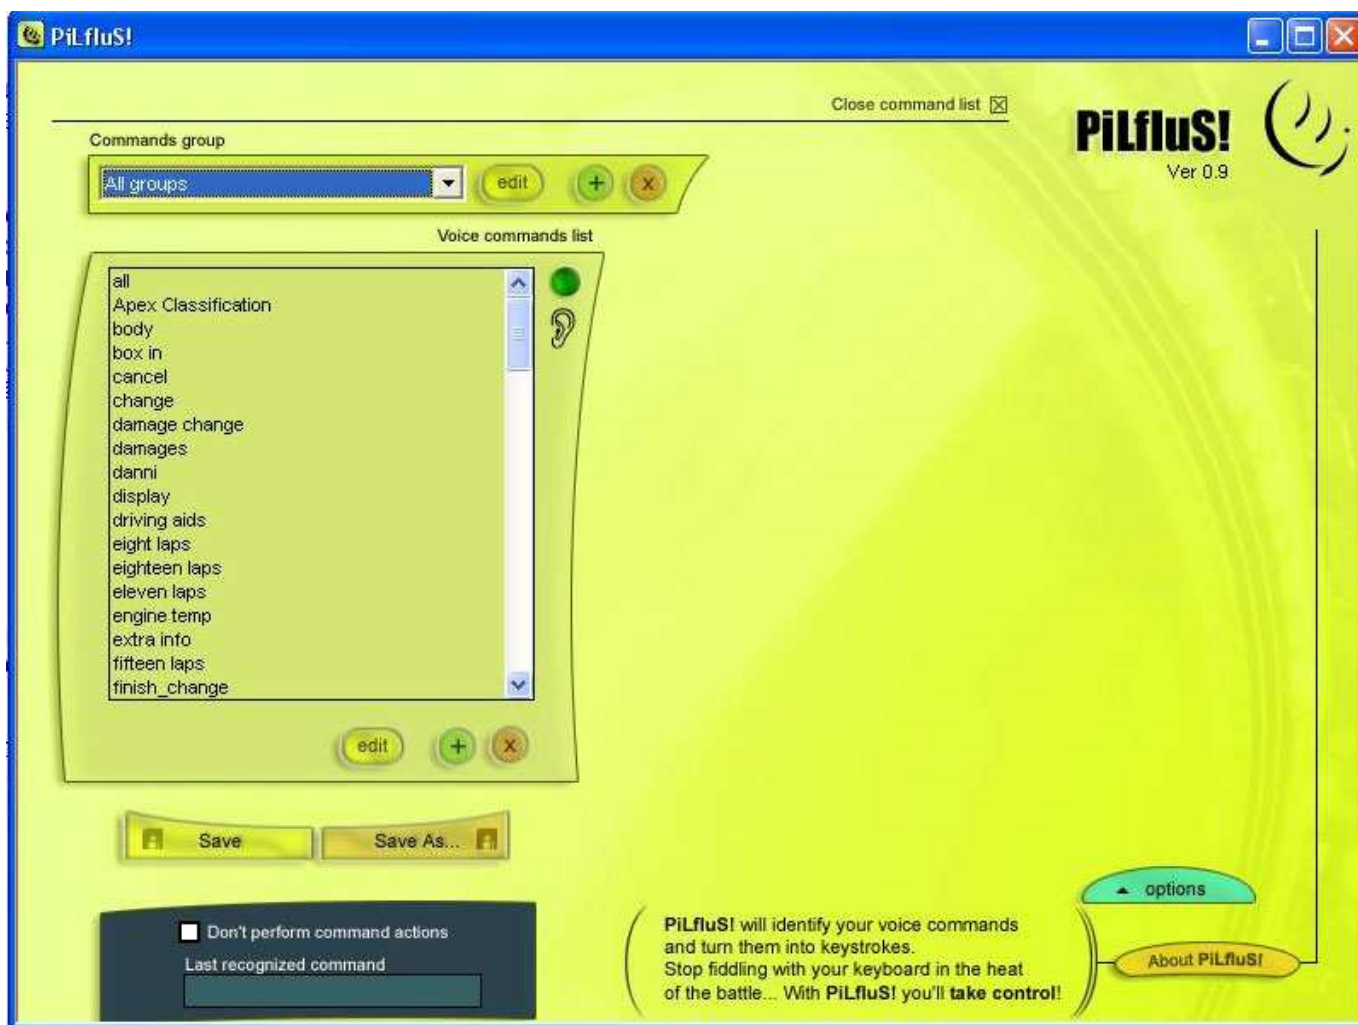 PiLfluS!
Close command list
PiLfluS!
Ver 0.9
Commands group
All groups
edit
+
x
Voice commands list
all
Apex Classification
body
box in
cancel
change
damage change
damages
danni
display
driving aids
eight laps
eighteen laps
eleven laps
engine temp
extra info
fifteen laps
finish_change
edit
+
x
Save
Save As...
options
Don't perform command actions
Last recognized command
PiLfluS! will identify your voice commands
and turn them into keystrokes.
Stop fiddling with your keyboard in the heat
of the battle... With PiLfluS! you'll take control!
About PiLfluS!